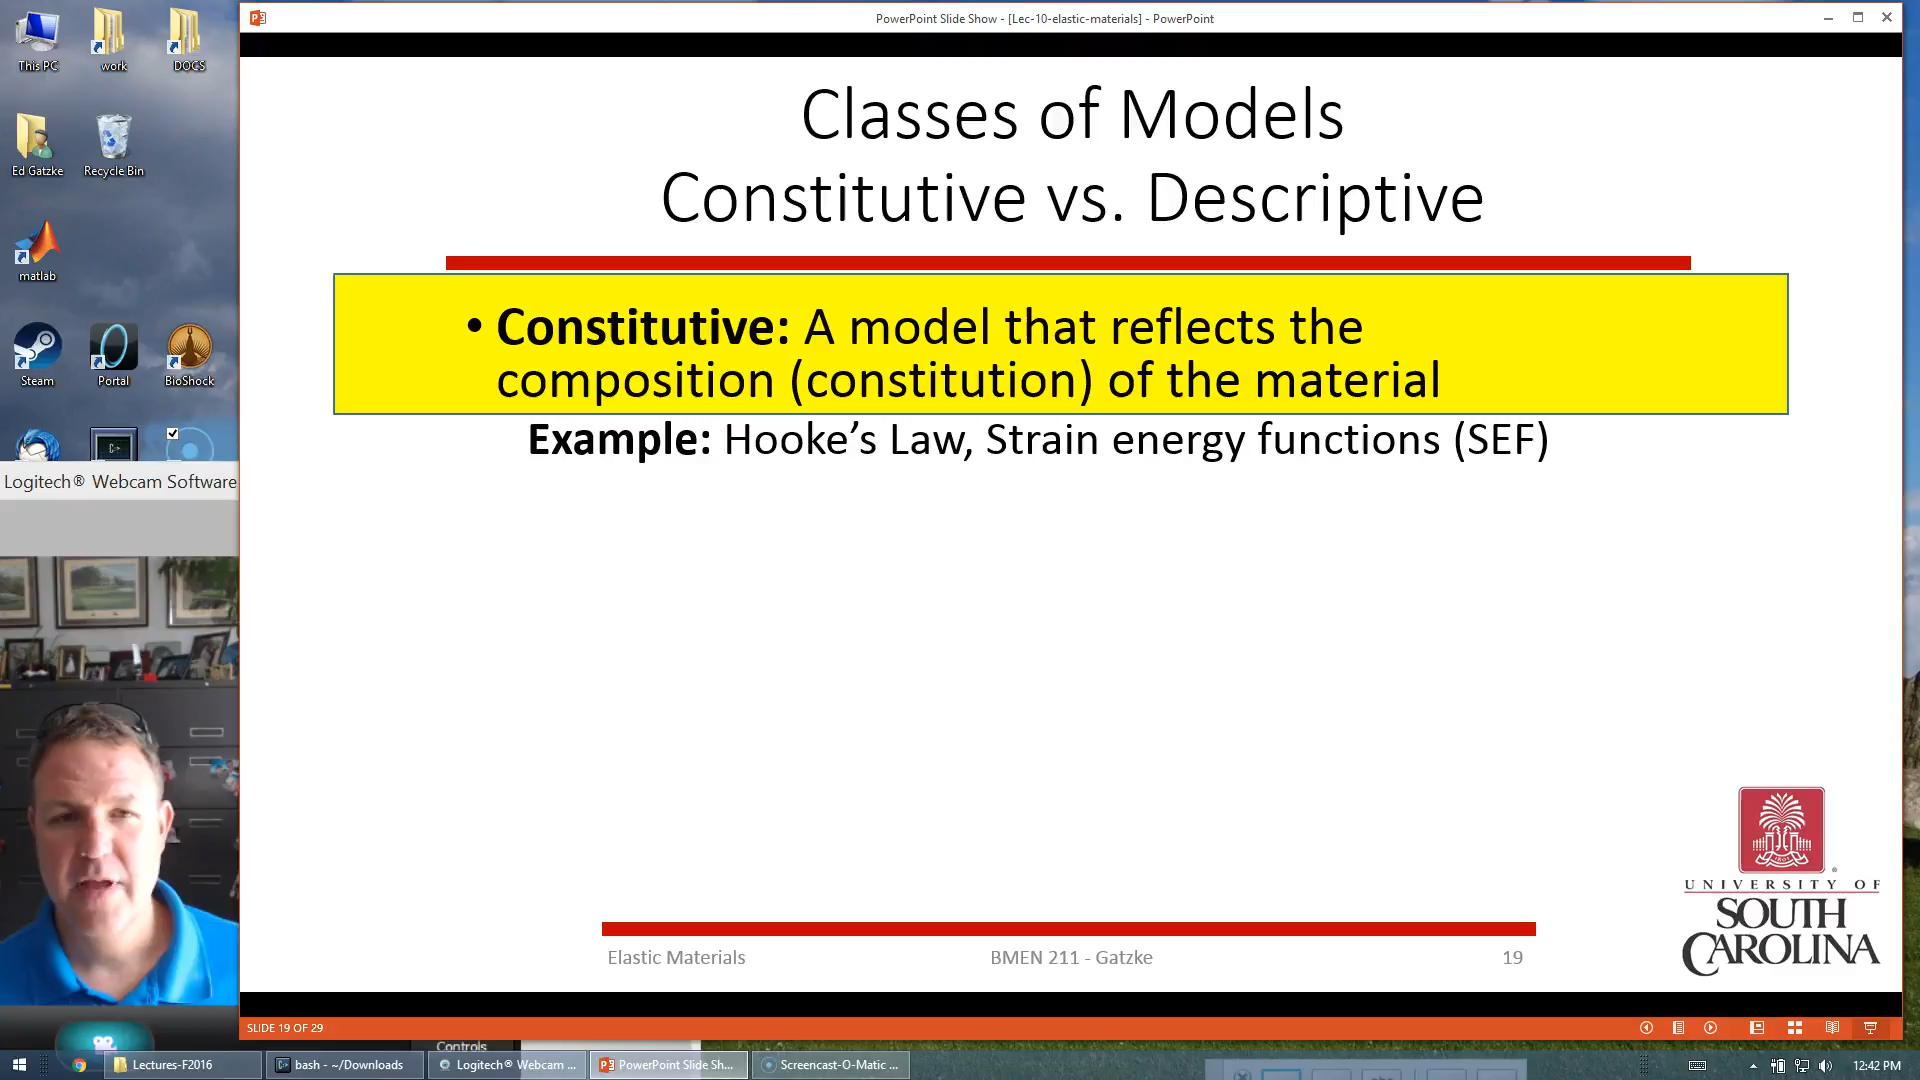 PowerPoint Slide Show - [Lec-10-elastic-materials] - PowerPoint
This PC
work
DOCS
Ed Gatzke
Recycle Bin
matlab
Steam
Portal
BioShock
Logitech® Webcam Software
Classes of Models
Constitutive vs. Descriptive
• Constitutive: A model that reflects the
composition (constitution) of the material
Example: Hooke’s Law, Strain energy functions (SEF)
UNIVERSITY OF
SOUTH
CAROLINA
Elastic Materials
BMEN 211 - Gatzke
19
SLIDE 19 OF 29
Controls
Lectures-F2016
bash - ~/Downloads
Logitech® Webcam ...
PowerPoint Slide Sh...
Screencast-O-Matic ...
12:42 PM